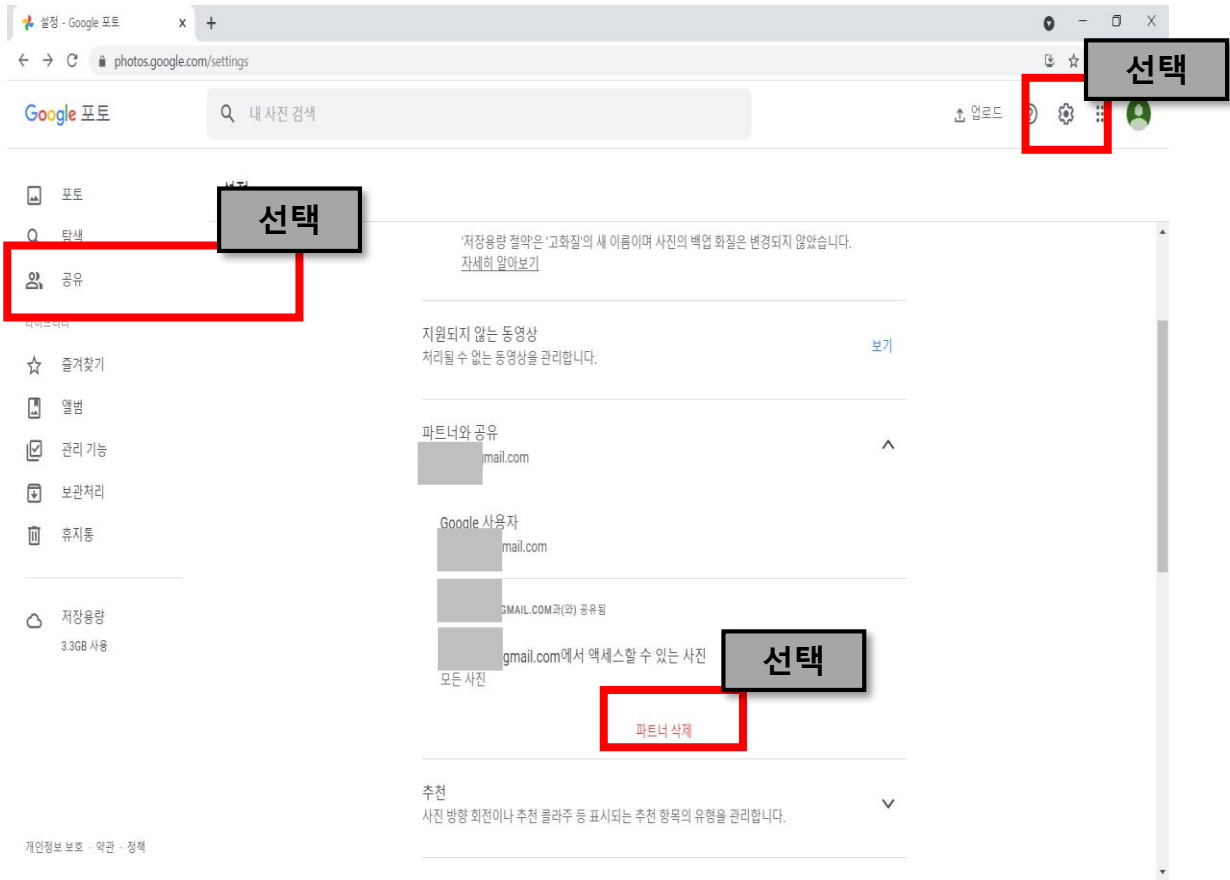 설정 - Google 포토
photos.google.com/settings
선택
Google 포토
내 사진 검색
업로드
포토
선택
탐색
'저장용량 절약'은 '고화질'의 새 이름이며 사진의 백업 화질은 변경되지 않았습니다.
자세히 알아보기
공유
지원되지 않는 동영상
처리될 수 없는 동영상을 관리합니다.
보기
즐겨찾기
앨범
관리 기능
보관처리
휴지통
저장용량
3.3GB 사용
파트너와 공유
gmail.com
Google 사용자
mail.com
GMAIL.COM과(와) 공유됨
gmail.com에서 액세스할 수 있는 사진
모든 사진
선택
파트너 삭제
추천
사진 방향 회전이나 추천 콜라주 등 표시되는 추천 항목의 유형을 관리합니다.
개인정보 보호 · 약관 · 정책